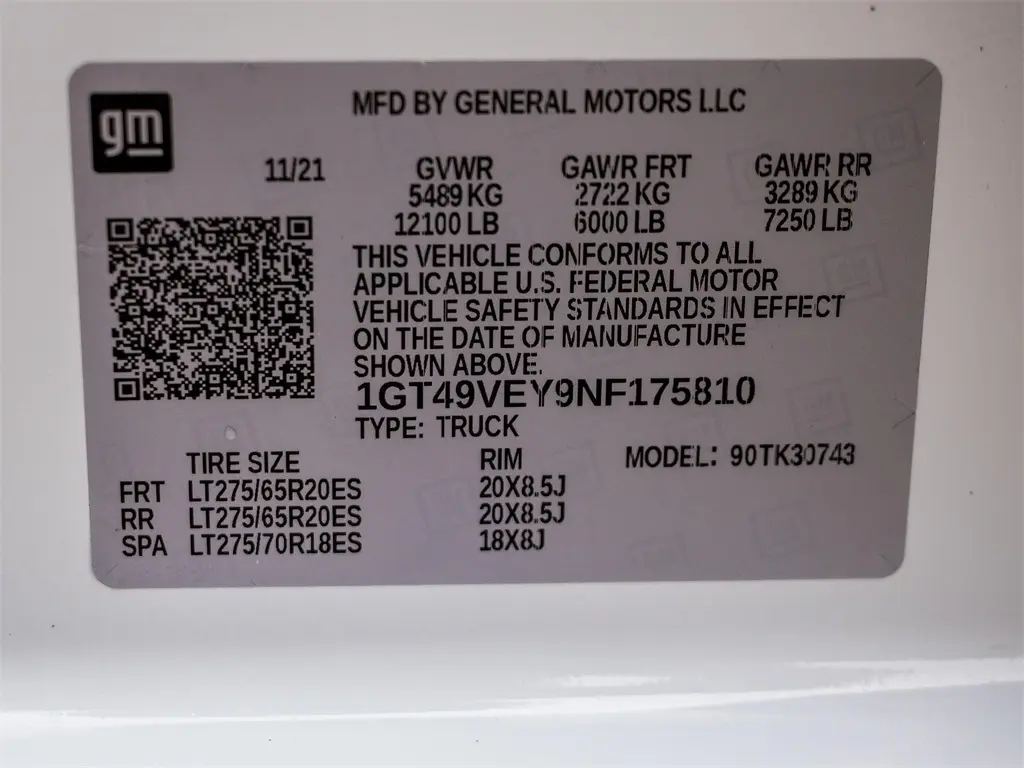 gm
MFD BY GENERAL MOTORS LLC
11/21 GVWR GAWR FRT GAWR RR
5489 KG 2722 KG 3289 KG
12100 LB 6000 LB 7250 LB
THIS VEHICLE CONFORMS TO ALL
APPLICABLE U.S. FEDERAL MOTOR
VEHICLE SAFETY STANDARDS IN EFFECT
ON THE DATE OF MANUFACTURE
SHOWN ABOVE.
1GT49VEY9NF175810
TYPE: TRUCK
TIRE SIZE RIM MODEL: 90TK30743
FRT LT275/65R20ES 20X8.5J
RR LT275/65R20ES 20X8.5J
SPA LT275/70R18ES 18X8J